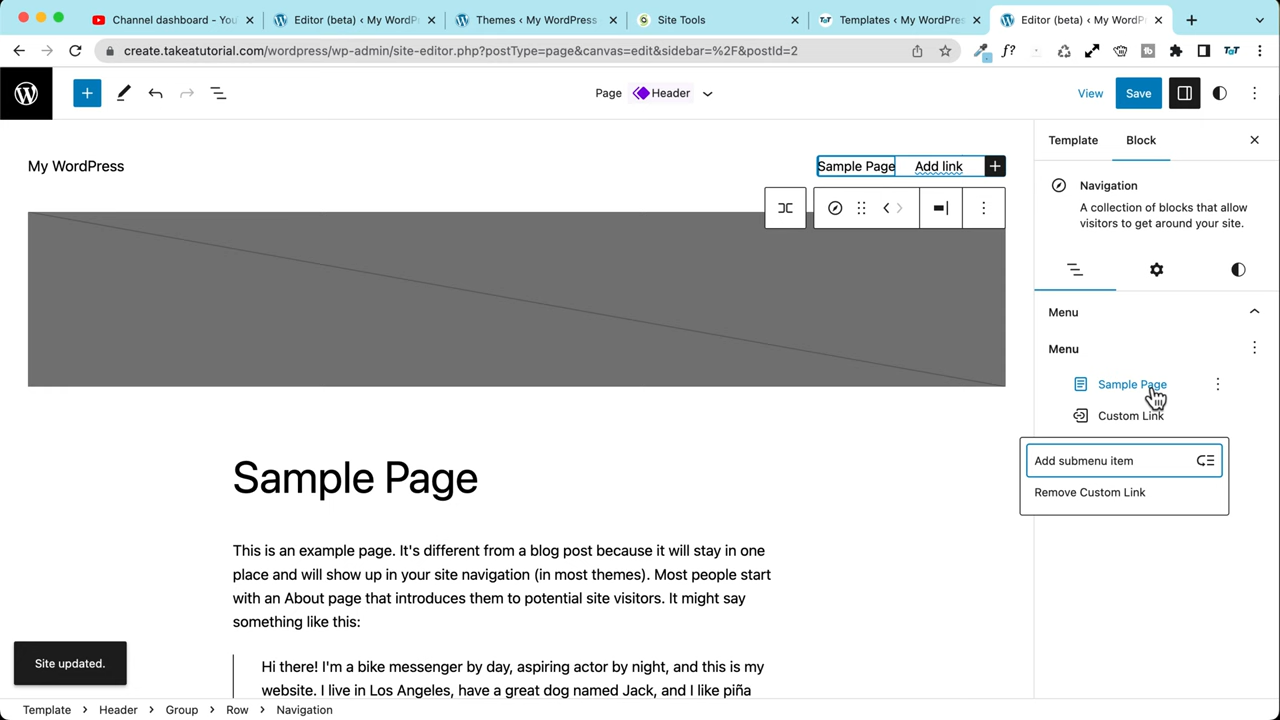 Channel dashboard - You
Editor (beta) ‹ My WordP
Themes ‹ My WordPress
Site Tools
Templates ‹ My WordPres
Editor (beta) ‹ My WordP
create.takeatutorial.com/wordpress/wp-admin/site-editor.php?postType=page&canvas=edit&sidebar=%2F&postId=2
Page Header
View
Save
My WordPress
Sample Page
Add link
Template
Block
Navigation
A collection of blocks that allow
visitors to get around your site.
Menu
Menu
Sample Page
Custom Link
Add submenu item
Remove Custom Link
Sample Page
This is an example page. It's different from a blog post because it will stay in one
place and will show up in your site navigation (in most themes). Most people start
with an About page that introduces them to potential site visitors. It might say
something like this:
Hi there! I'm a bike messenger by day, aspiring actor by night, and this is my
website. I live in Los Angeles, have a great dog named Jack, and I like piña
Site updated.
Template > Header > Group > Row > Navigation